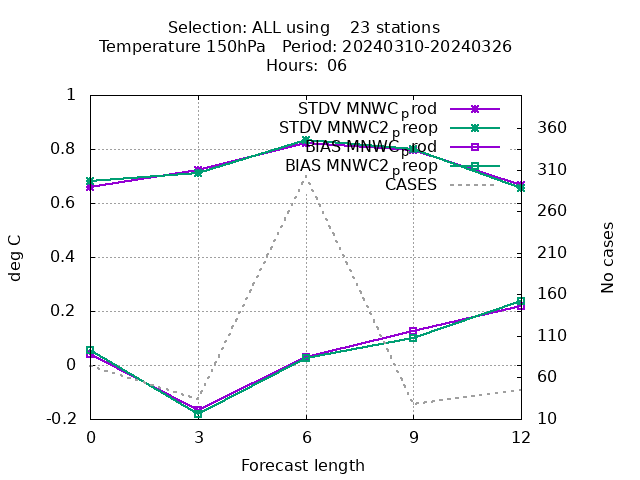 Selection: ALL using    23 stations
Temperature 150hPa   Period: 20240310-20240326
Hours: 06
1
0.8
0.6
0.4
0.2
0
-0.2
deg C
STDV MNWC_prod
STDV MNWC2_preop
BIAS MNWC_prod
BIAS MNWC2_preop
CASES
360
310
260
210
160
110
60
10
No cases
0 3 6 9 12
Forecast length